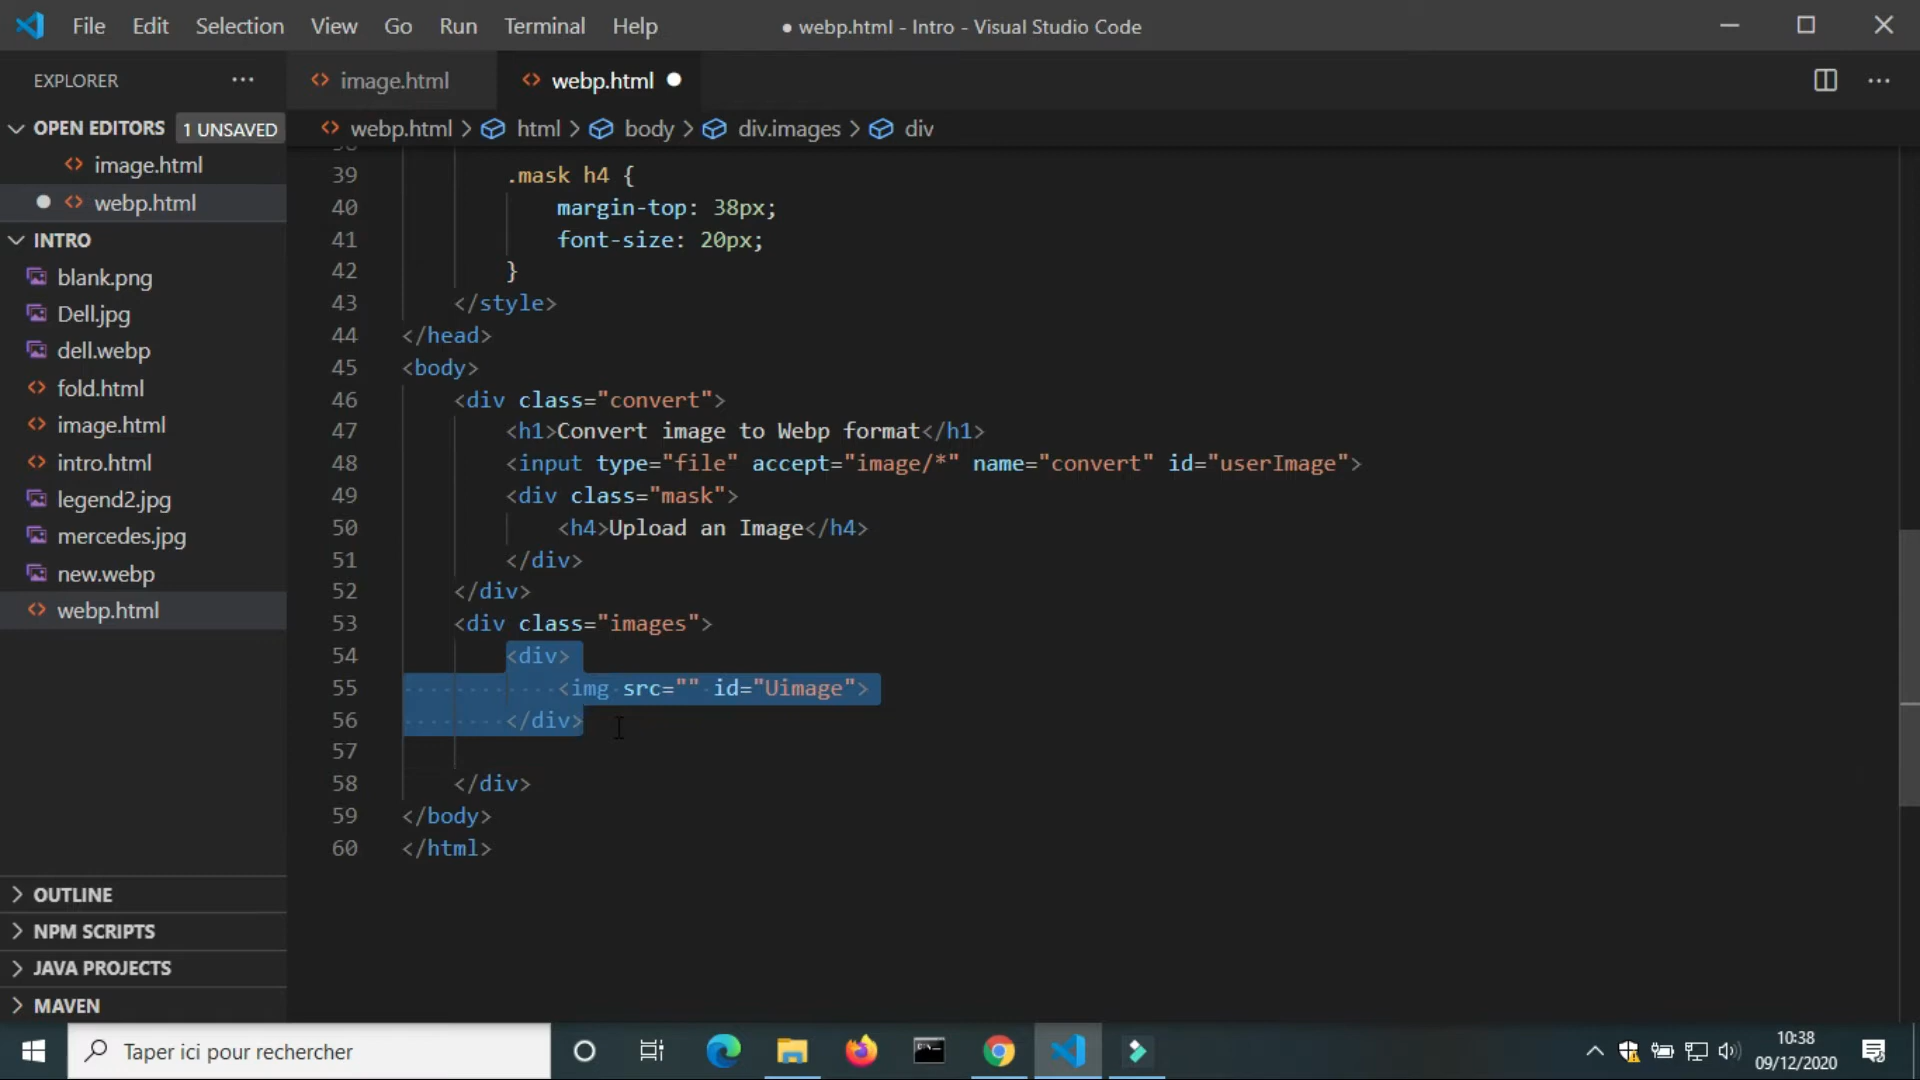 File Edit Selection View Go Run Terminal Help
● webp.html - Intro - Visual Studio Code
EXPLORER ···
image.html
webp.html ●
OPEN EDITORS 1 UNSAVED
image.html
● webp.html
INTRO
blank.png
Dell.jpg
dell.webp
fold.html
image.html
intro.html
legend2.jpg
mercedes.jpg
new.webp
webp.html
OUTLINE
NPM SCRIPTS
JAVA PROJECTS
MAVEN
webp.html > html > body > div.images > div
38
39 .mask h4 {
40 margin-top: 38px;
41 font-size: 20px;
42 }
43 </style>
44 </head>
45 <body>
46 <div class="convert">
47 <h1>Convert image to Webp format</h1>
48 <input type="file" accept="image/*" name="convert" id="userImage">
49 <div class="mask">
50 <h4>Upload an Image</h4>
51 </div>
52 </div>
53 <div class="images">
54 <div>
55 <img src="" id="Uimage">
56 </div>
57
58 </div>
59 </body>
60 </html>
Taper ici pour rechercher
10:38
09/12/2020